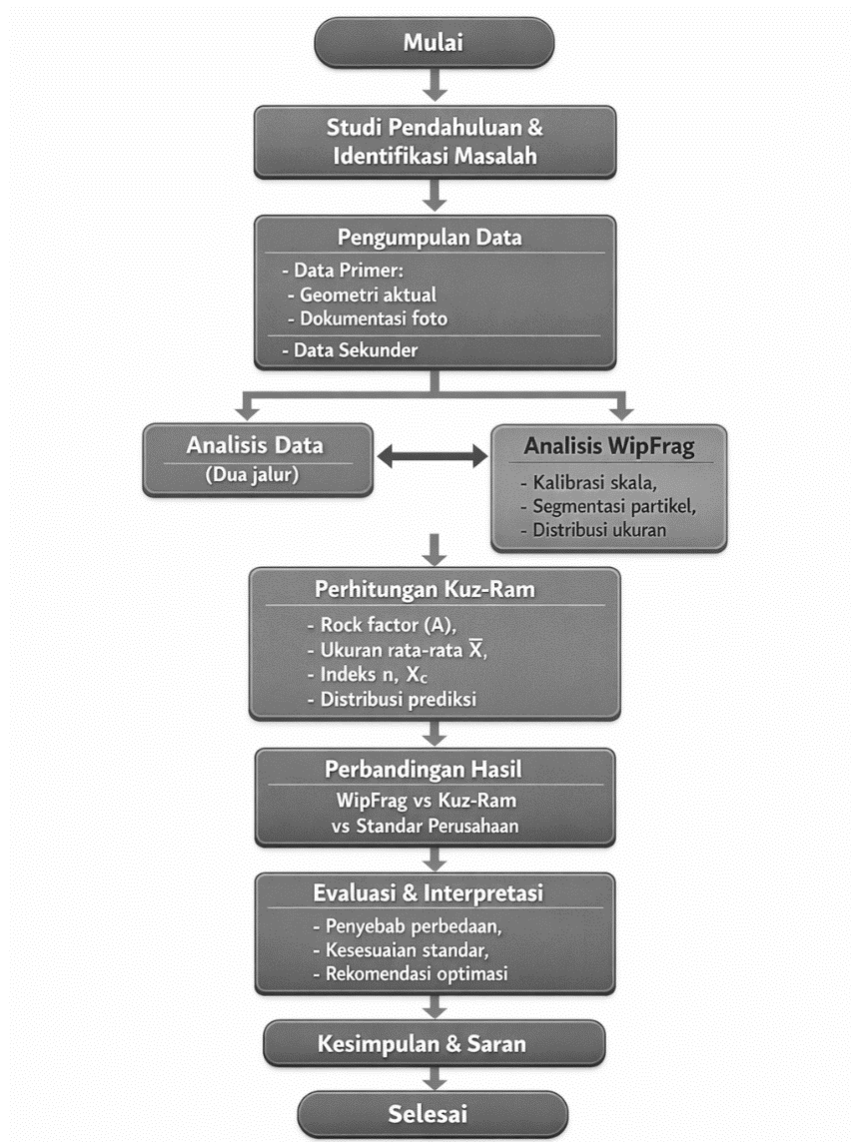 Mulai
Studi Pendahuluan &
Identifikasi Masalah
Pengumpulan Data
- Data Primer:
- Geometri aktual
- Dokumentasi foto
- Data Sekunder
Analisis Data
(Dua jalur)
Analisis WipFrag
- Kalibrasi skala,
- Segmentasi partikel,
- Distribusi ukuran
Perhitungan Kuz-Ram
- Rock factor (A),
- Ukuran rata-rata X̅,
- Indeks n, X꜀
- Distribusi prediksi
Perbandingan Hasil
WipFrag vs Kuz-Ram
vs Standar Perusahaan
Evaluasi & Interpretasi
- Penyebab perbedaan,
- Kesesuaian standar,
- Rekomendasi optimasi
Kesimpulan & Saran
Selesai